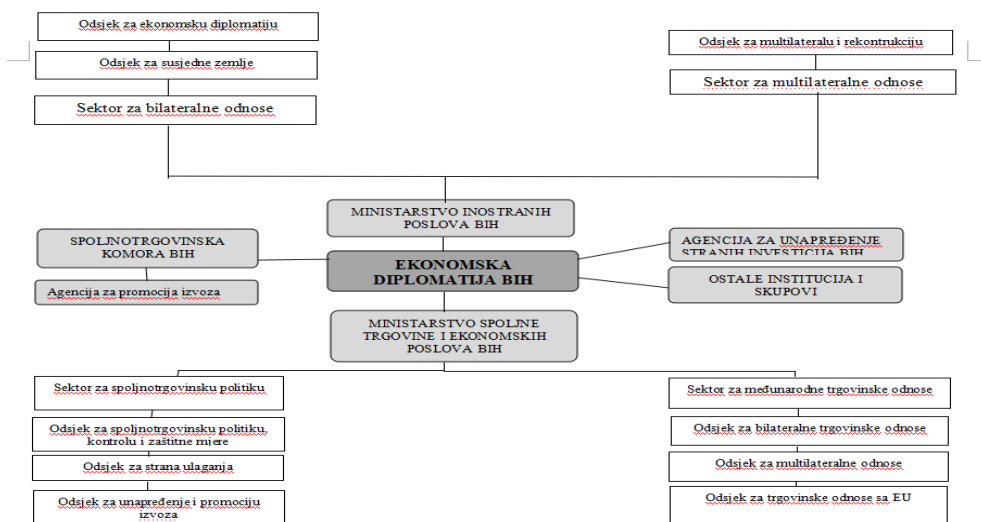 Odsjek za ekonomsku diplomatiju
Odsjek za susjedne zemlje
Sektor za bilateralne odnose
Odsjek za multilateralu i rekontrukciju
Sektor za multilateralne odnose
MINISTARSTVO INOSTRANIH
POSLOVA BIH
SPOLJNOTRGOVINSKA
KOMORA BIH
Agencija za promocija izvoza
EKONOMSKA
DIPLOMATIJA BIH
AGENCIJA ZA UNAPREĐENJE
STRANIH INVESTICIJA BIH
OSTALE INSTITUCIJA I
SKUPOVI
MINISTARSTVO SPOLJNE
TRGOVINE I EKONOMSKIH
POSLOVA BIH
Sektor za spoljnotrgovinsku politiku
Odsjek za spoljnotrgovinsku politiku,
kontrolu i zaštitne mjere
Odsjek za strana ulaganja
Odsjek za unapređenje i promociju
izvoza
Sektor za međunarodne trgovinske odnose
Odsjek za bilateralne trgovinske odnose
Odsjek za multilateralne odnose
Odsjek za trgovinske odnose sa EU